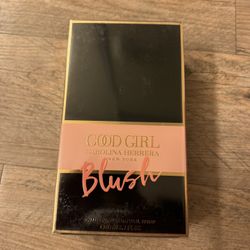 GOOD GIRL
CAROLINA HERRERA
NEW YORK
Blush